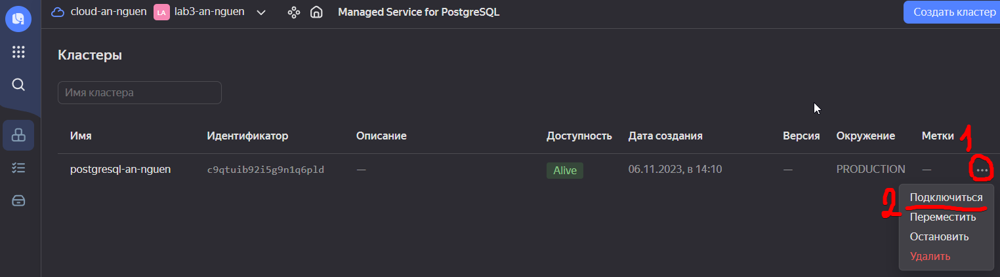 cloud-an-nguen LA lab3-an-nguen Managed Service for PostgreSQL Создать кластер
Кластеры
Имя кластера
Имя Идентификатор Описание Доступность Дата создания Версия Окружение Метки 1
postgresql-an-nguen c9qtuib92i5g9n1q6pld — Alive 06.11.2023, в 14:10 — PRODUCTION — •••
2 Подключиться
Переместить
Остановить
Удалить